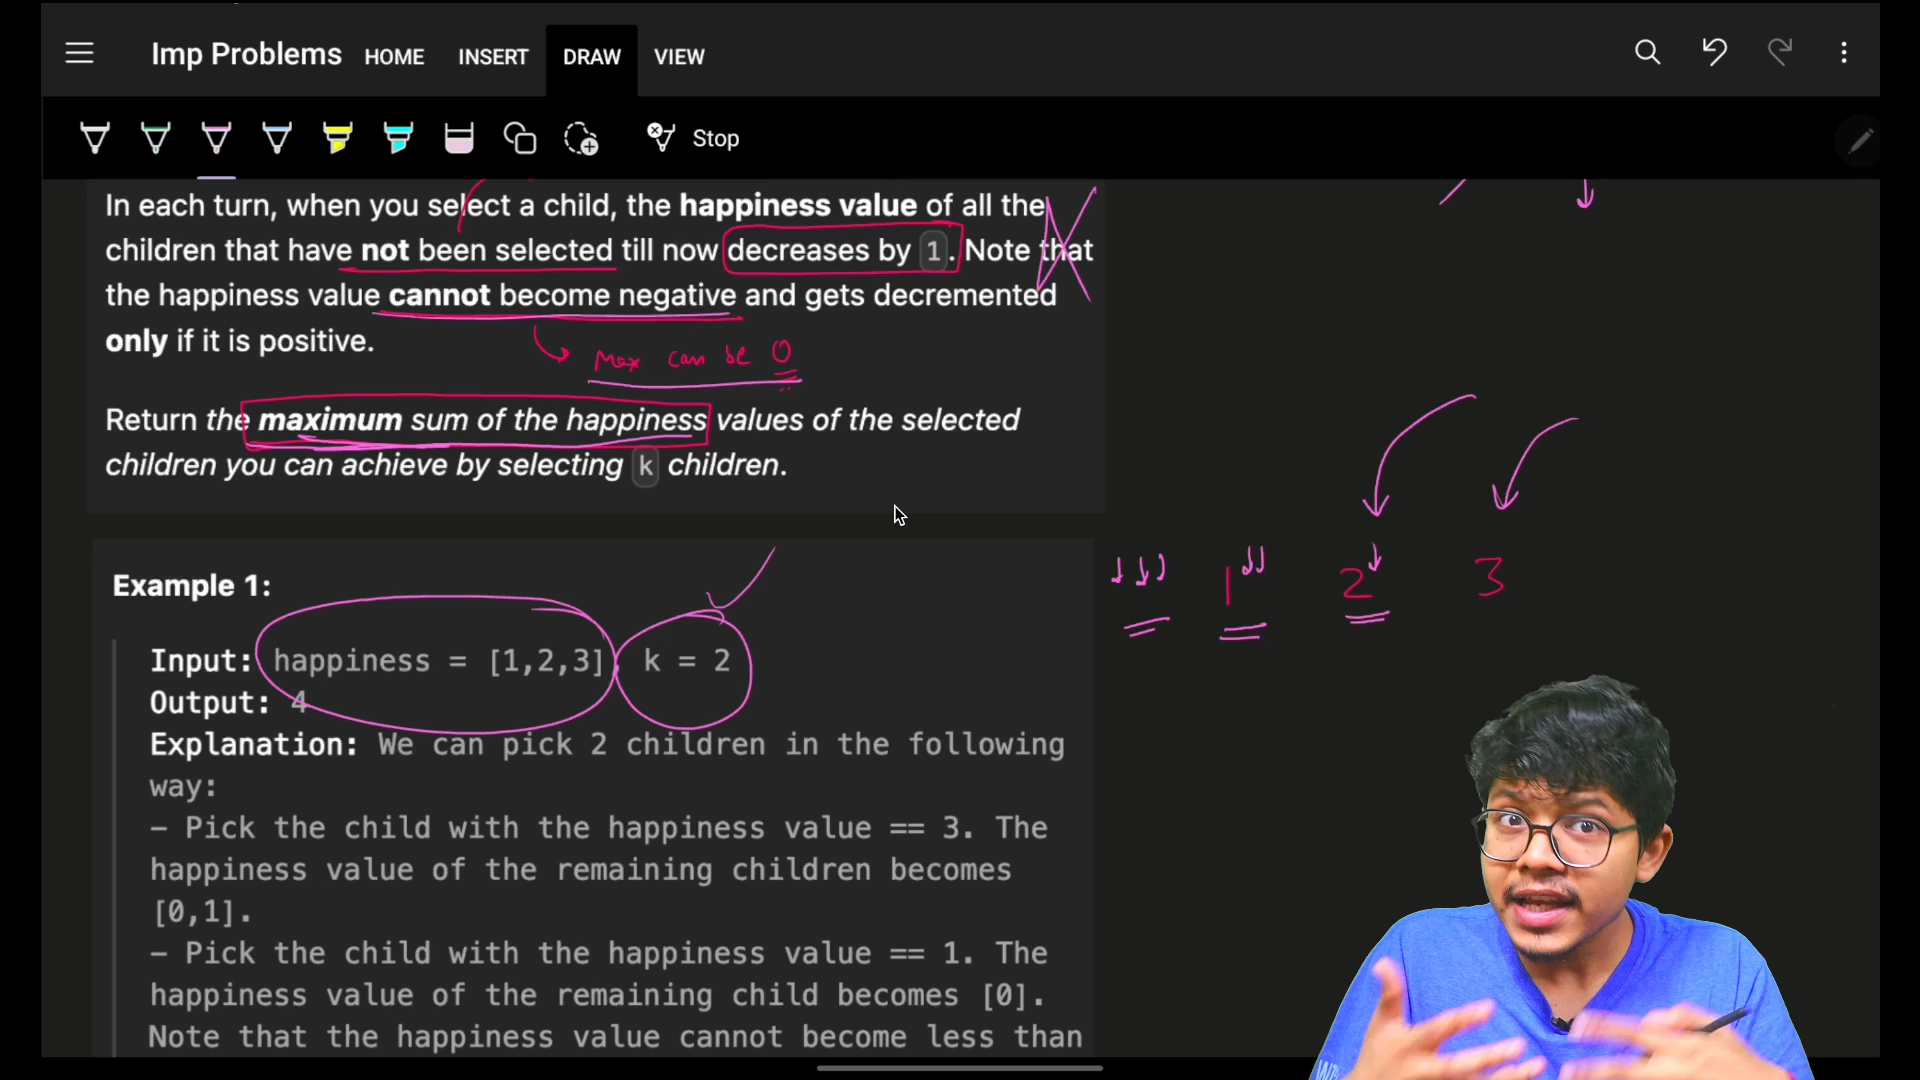 Imp Problems HOME INSERT DRAW VIEW
Stop
In each turn, when you select a child, the happiness value of all the
children that have not been selected till now decreases by 1. Note that
the happiness value cannot become negative and gets decremented
only if it is positive.
Max can be 0
Return the maximum sum of the happiness values of the selected
children you can achieve by selecting k children.
1 2 3
Example 1:
Input: happiness = [1,2,3] k = 2
Output: 4
Explanation: We can pick 2 children in the following
way:
– Pick the child with the happiness value == 3. The
happiness value of the remaining children becomes
[0,1].
– Pick the child with the happiness value == 1. The
happiness value of the remaining child becomes [0].
Note that the happiness value cannot become less than